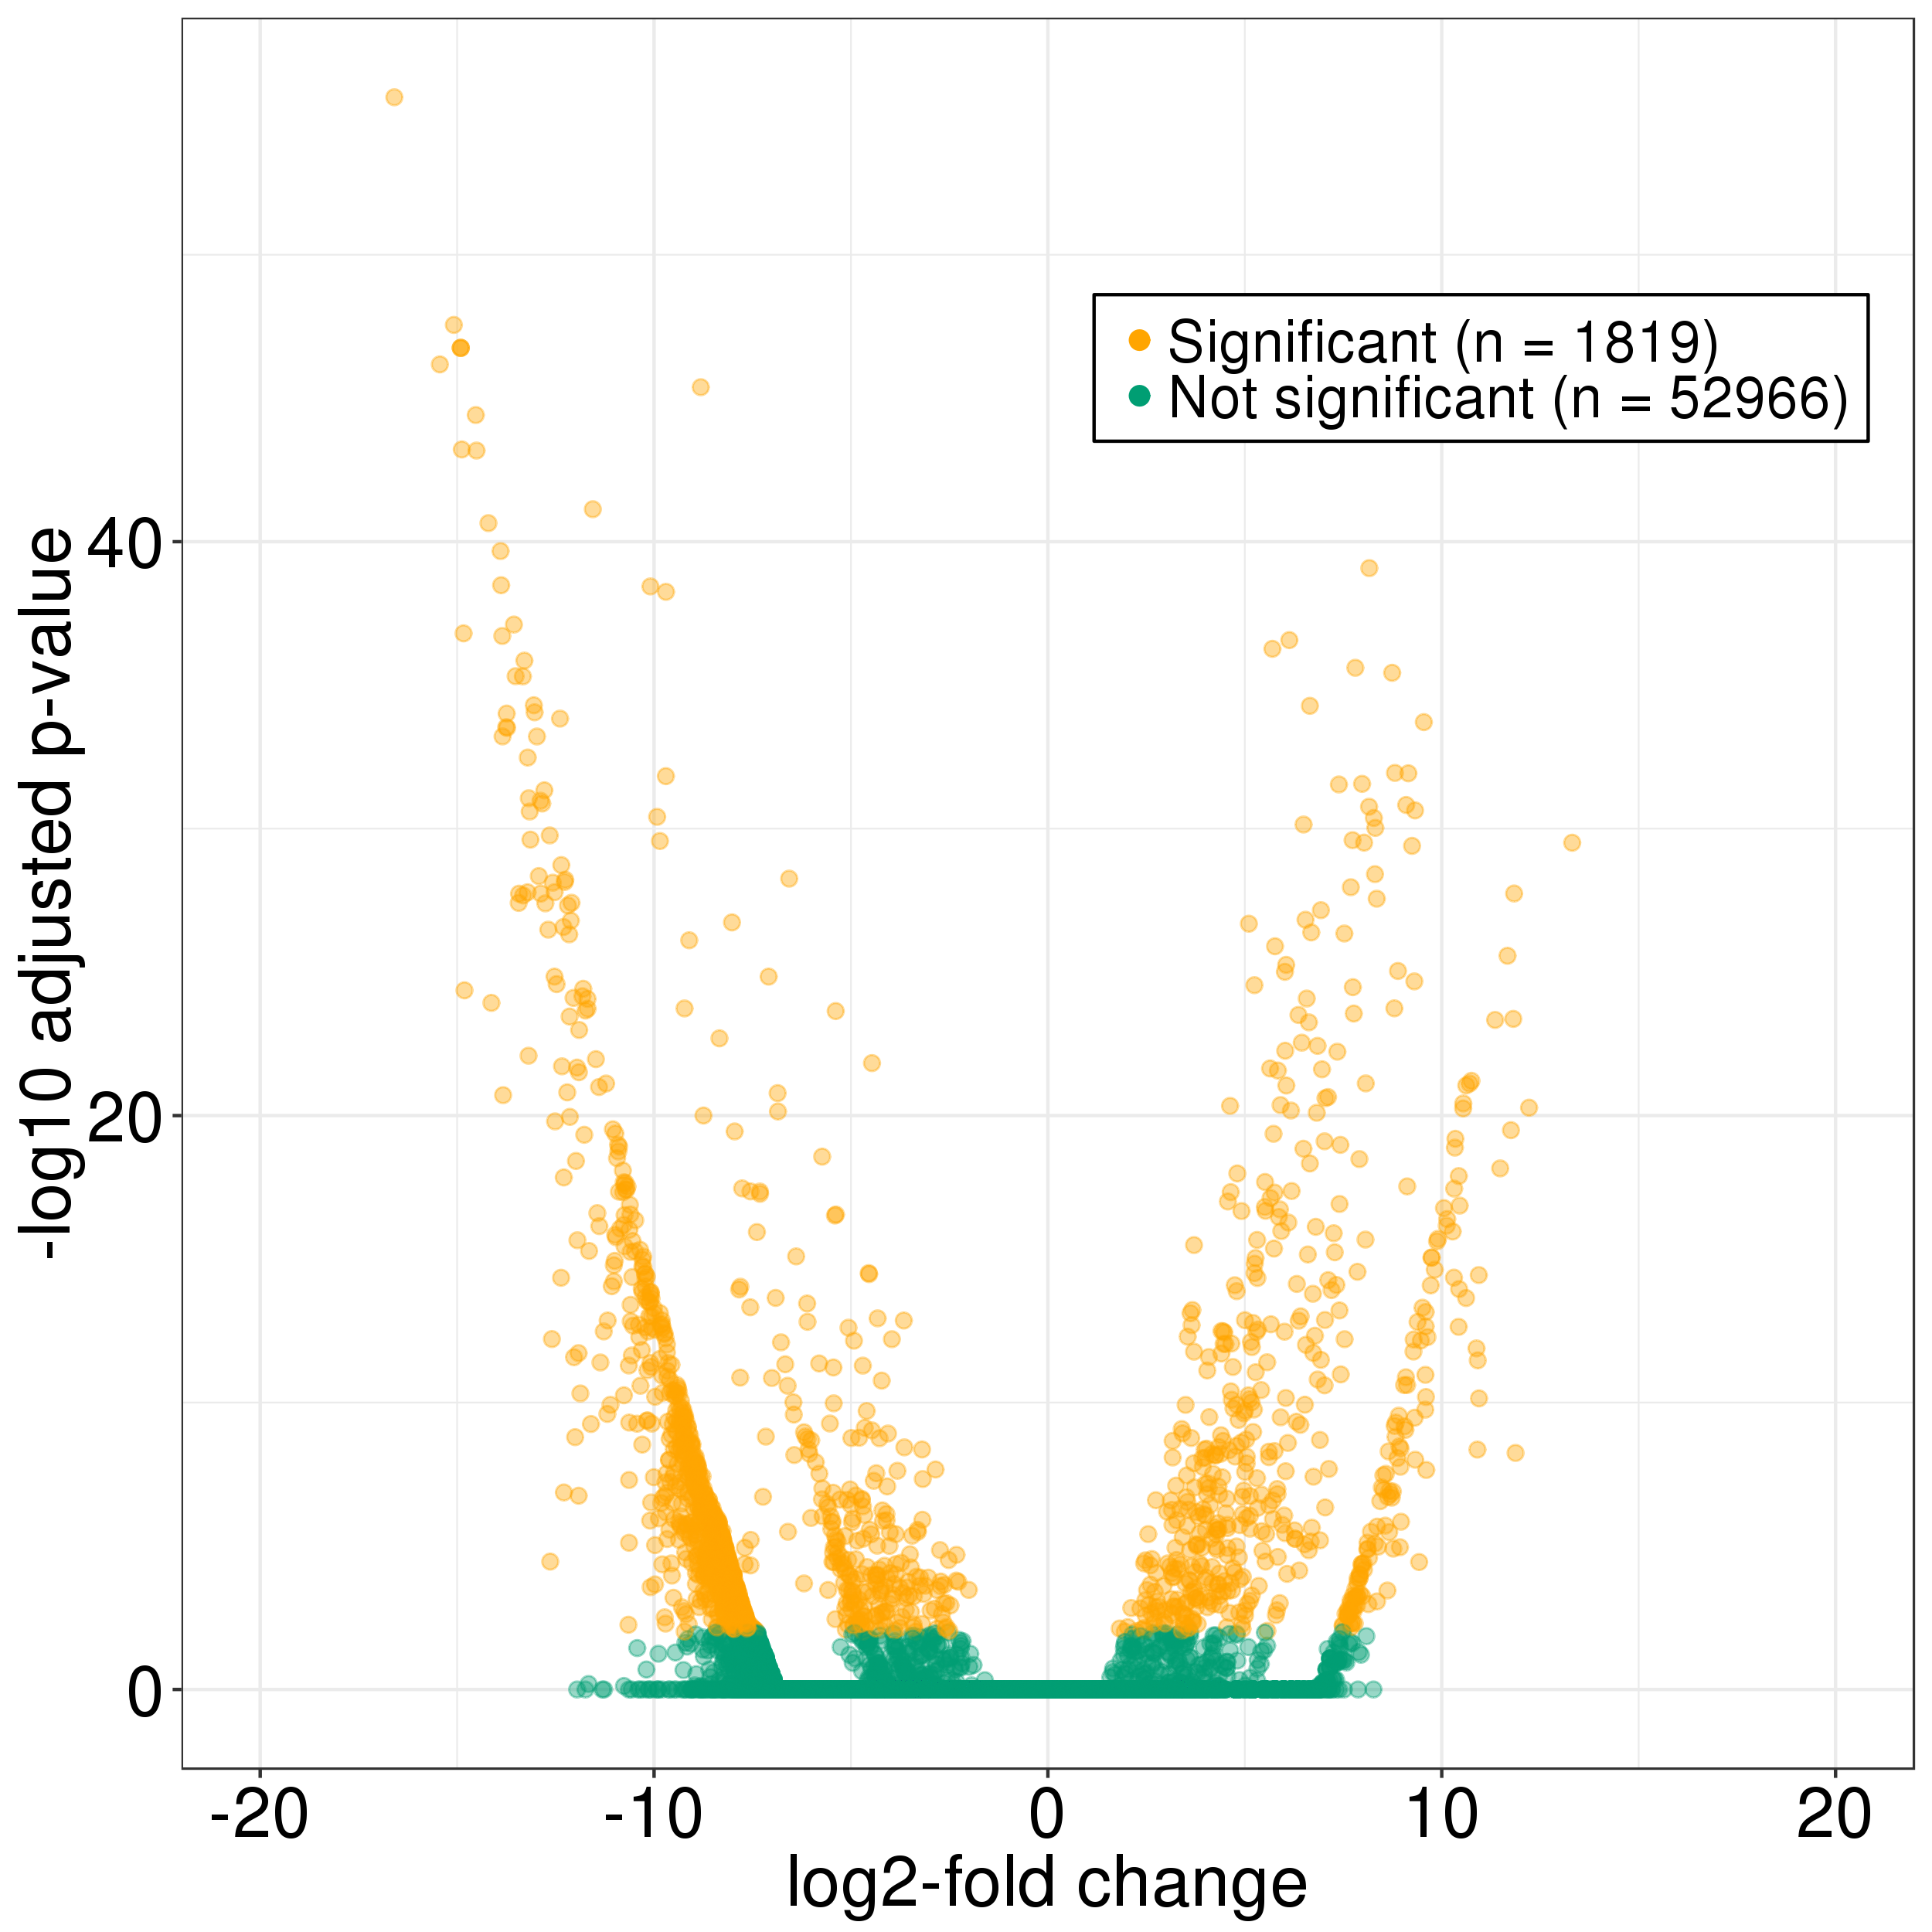 Significant (n = 1819)
Not significant (n = 52966)
-log10 adjusted p-value
40
20
0
-20
-10
0
10
20
log2-fold change